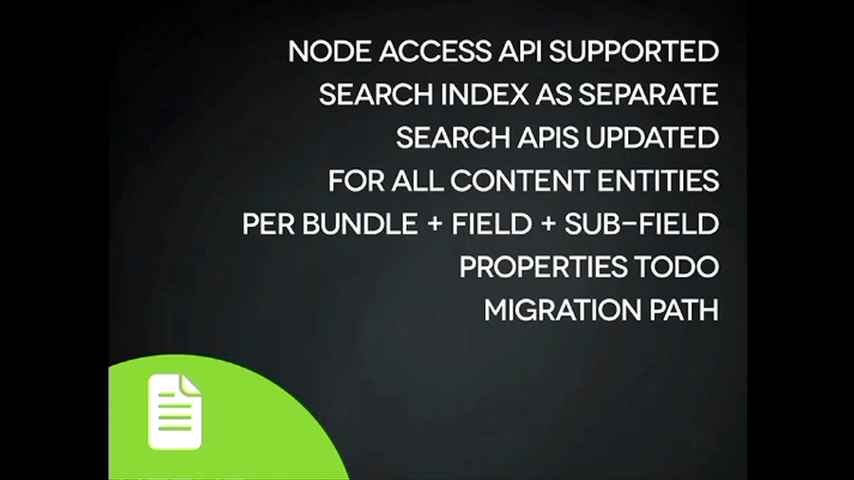 NODE ACCESS API SUPPORTED
SEARCH INDEX AS SEPARATE
SEARCH APIS UPDATED
FOR ALL CONTENT ENTITIES
PER BUNDLE + FIELD + SUB-FIELD
PROPERTIES TODO
MIGRATION PATH